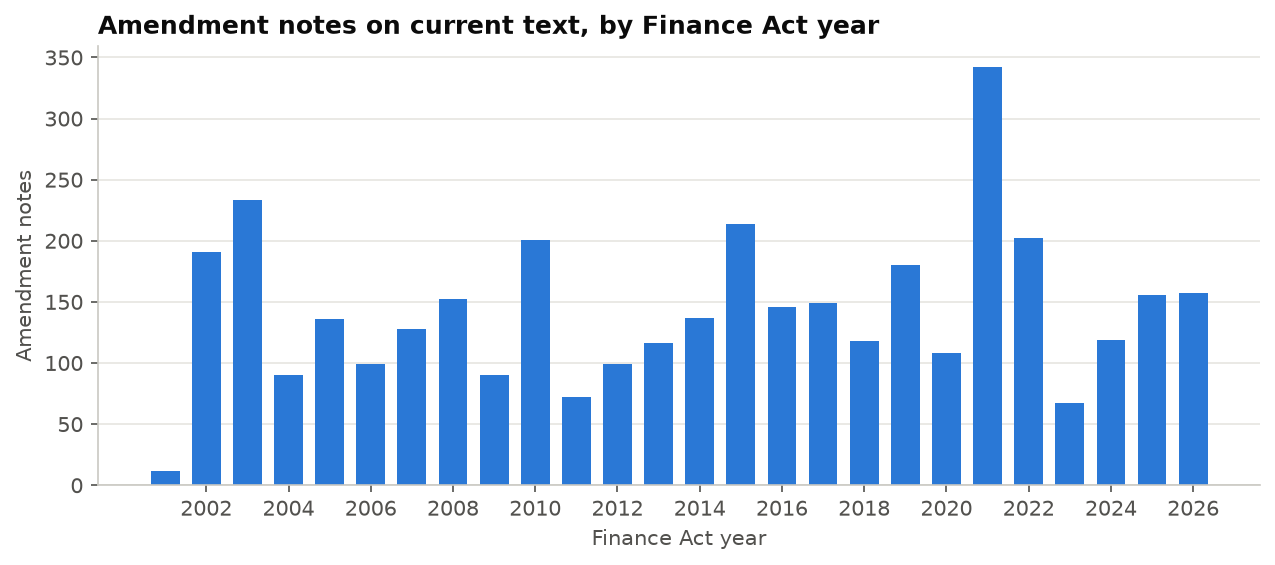 Amendment notes on current text, by Finance Act year
Amendment notes
350
300
250
200
150
100
50
0
2002 2004 2006 2008 2010 2012 2014 2016 2018 2020 2022 2024 2026
Finance Act year